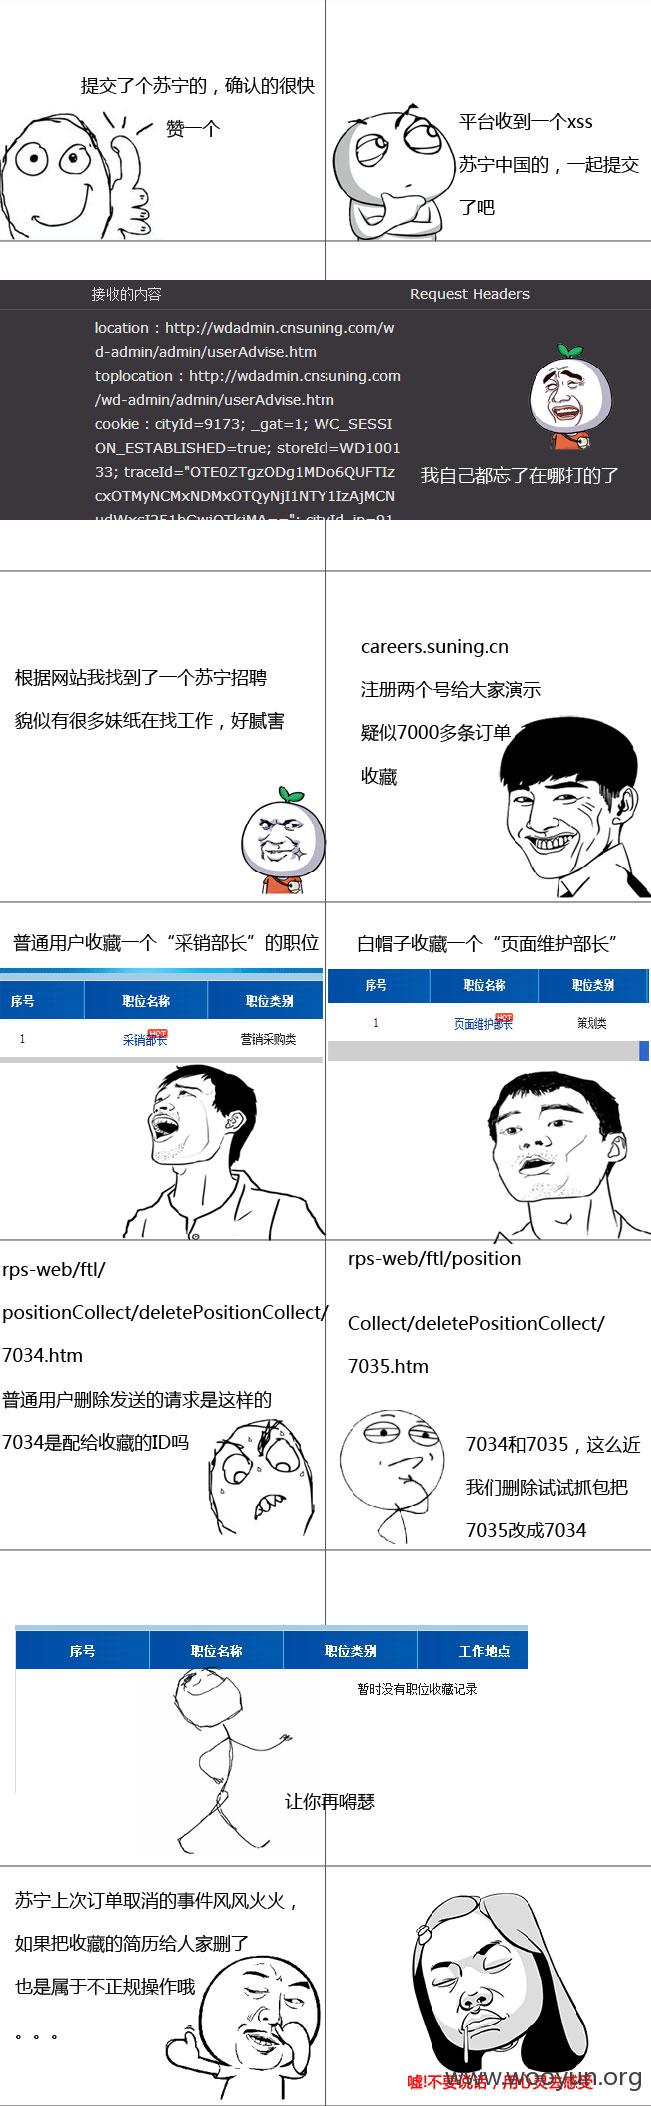 提交了个苏宁的，确认的很快
赞一个
平台收到一个xss
苏宁中国的，一起提交
了吧
接收的内容
Request Headers
location : http://wdadmin.cnsuning.com/w
d-admin/admin/userAdvise.htm
toplocation : http://wdadmin.cnsuning.com
/wd-admin/admin/userAdvise.htm
cookie : cityId=9173; _gat=1; WC_SESSI
ON_ESTABLISHED=true; storeId=WD1001
33; traceId="OTE0ZTgzODg1MDo6QUFTIz
cxOTMyNCMxNDMxOTQyNjI1NTY1IzAjMCN
我自己都忘了在哪打的了
根据网站我找到了一个苏宁招聘
貌似有很多妹纸在找工作，好腻害
careers.suning.cn
注册两个号给大家演示
疑似7000多条订单
收藏
普通用户收藏一个“采销部长”的职位
序号 职位名称 职位类别
1 采销部长 HOT 营销采购类
白帽子收藏一个“页面维护部长”
序号 职位名称 职位类别
1 页面维护部长 HOT 策划类
rps-web/ftl/
positionCollect/deletePositionCollect/
7034.htm
普通用户删除发送的请求是这样的
7034是配给收藏的ID吗
rps-web/ftl/position
Collect/deletePositionCollect/
7035.htm
7034和7035，这么近
我们删除试试抓包把
7035改成7034
序号 职位名称 职位类别 工作地点
暂时没有职位收藏记录
让你再嘚瑟
苏宁上次订单取消的事件风风火火，
如果把收藏的简历给人家删了
也是属于不正规操作哦
。。。
嘘!不要说话，用心灵去感受
www.wooyun.org